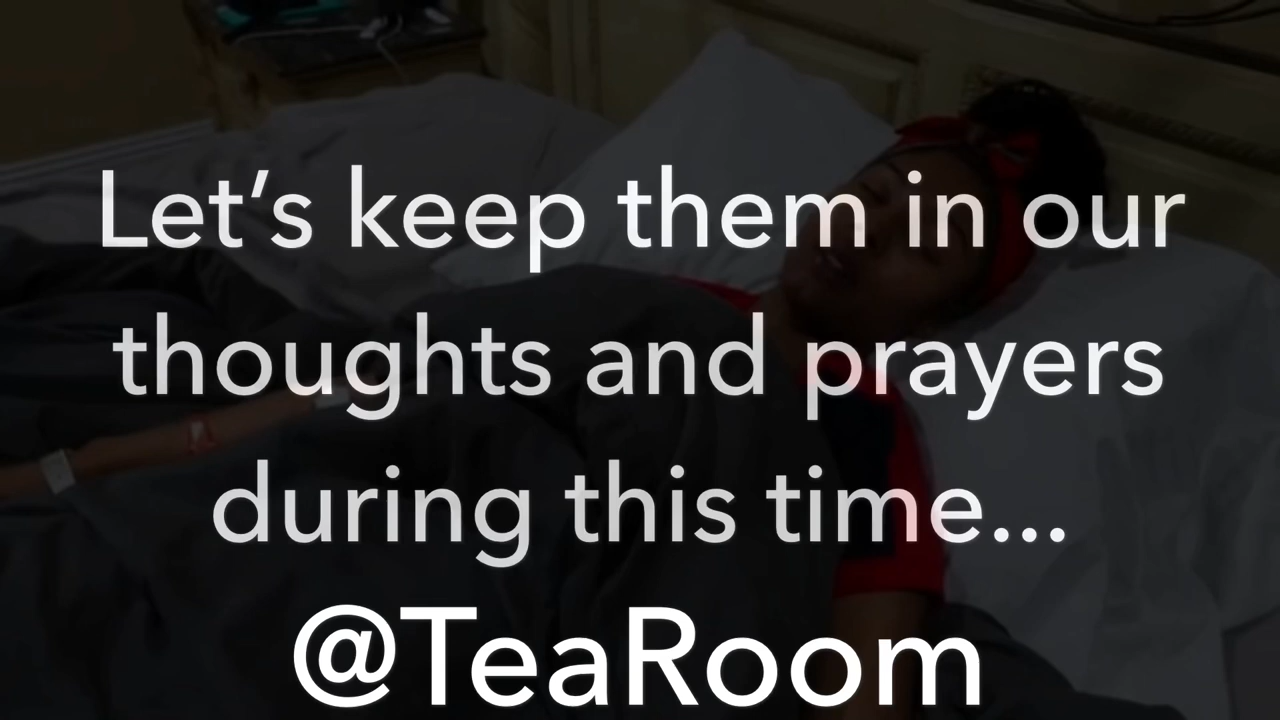 Let’s keep them in our
thoughts and prayers
during this time...
@TeaRoom